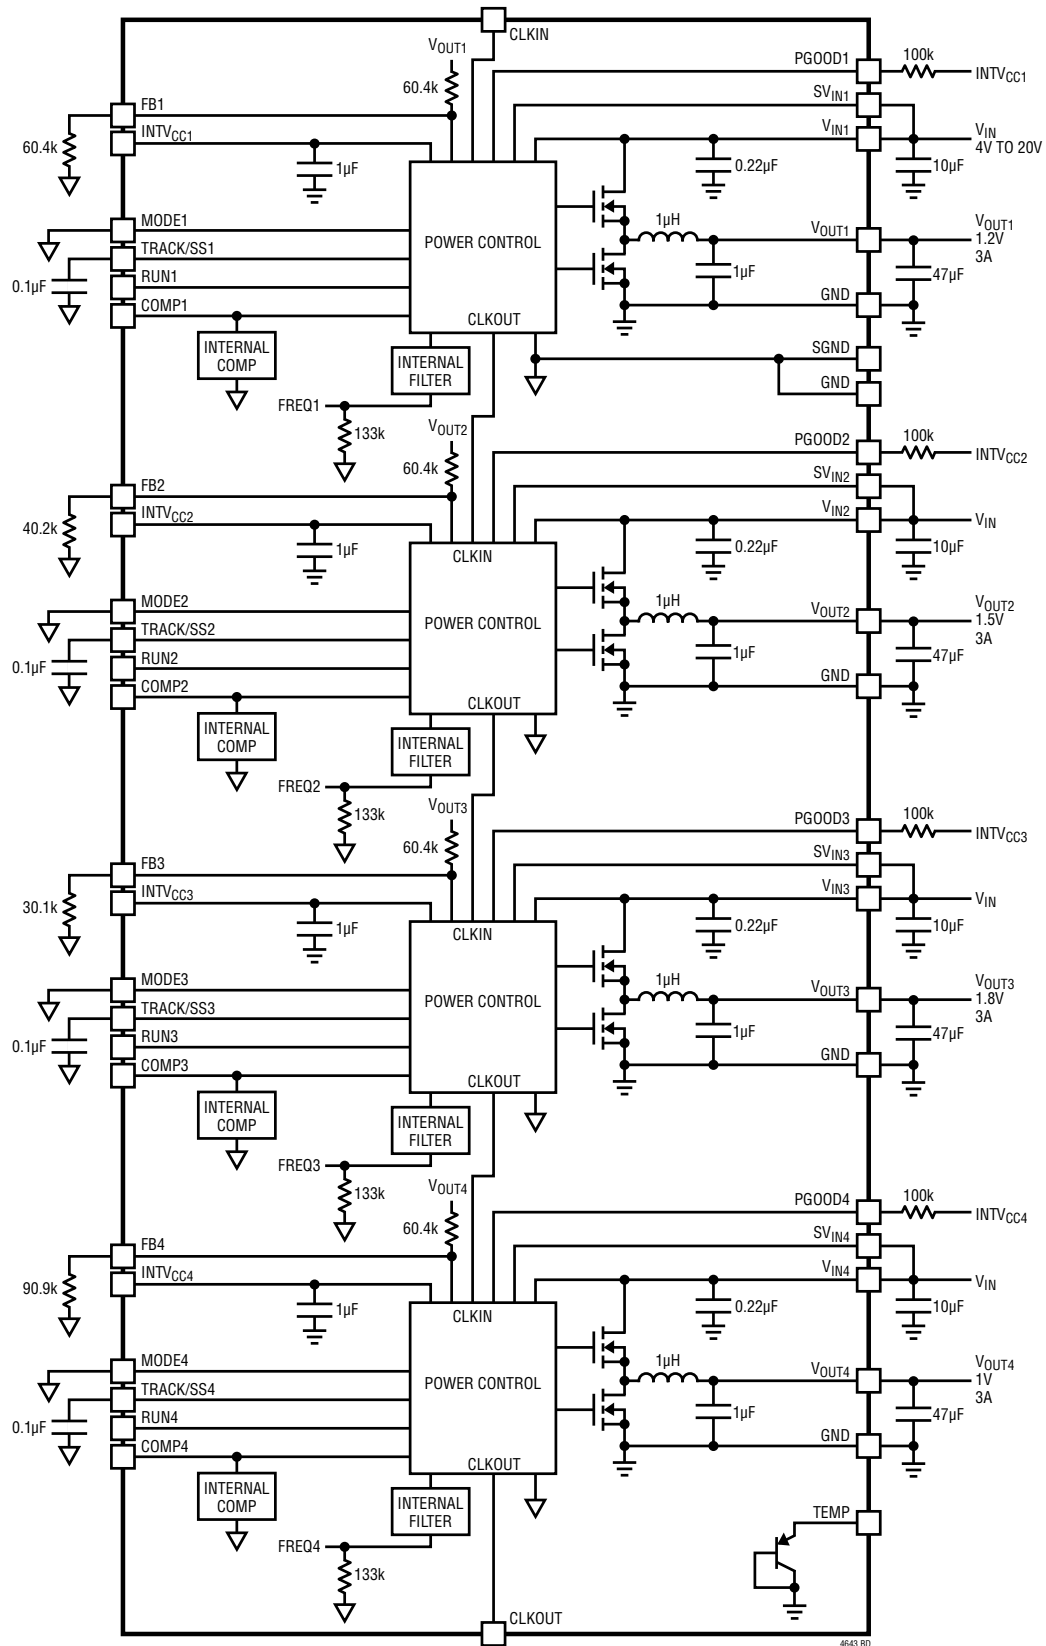 CLKIN
VOUT1
PGOOD1
100k
INTVCC1
60.4k
SVIN1
FB1
VIN1
VIN
4V TO 20V
INTVCC1
60.4k
1µF
0.22µF
10µF
MODE1
1µH
VOUT1
VOUT1
1.2V
3A
POWER CONTROL
TRACK/SS1
0.1µF
RUN1
1µF
47µF
COMP1
GND
CLKOUT
INTERNAL
COMP
INTERNAL
FILTER
SGND
GND
FREQ1
133k
VOUT2
PGOOD2
100k
INTVCC2
60.4k
SVIN2
FB2
VIN2
VIN
INTVCC2
40.2k
1µF
CLKIN
0.22µF
10µF
MODE2
1µH
VOUT2
VOUT2
1.5V
3A
POWER CONTROL
TRACK/SS2
0.1µF
RUN2
1µF
47µF
COMP2
GND
CLKOUT
INTERNAL
COMP
INTERNAL
FILTER
FREQ2
133k
VOUT3
PGOOD3
100k
INTVCC3
60.4k
SVIN3
FB3
VIN3
VIN
INTVCC3
30.1k
1µF
CLKIN
0.22µF
10µF
MODE3
1µH
VOUT3
VOUT3
1.8V
3A
POWER CONTROL
TRACK/SS3
0.1µF
RUN3
1µF
47µF
COMP3
GND
CLKOUT
INTERNAL
COMP
INTERNAL
FILTER
FREQ3
133k
VOUT4
PGOOD4
100k
INTVCC4
60.4k
SVIN4
FB4
VIN4
VIN
INTVCC4
90.9k
1µF
CLKIN
0.22µF
10µF
MODE4
1µH
VOUT4
VOUT4
1V
3A
POWER CONTROL
TRACK/SS4
0.1µF
RUN4
1µF
47µF
COMP4
GND
CLKOUT
INTERNAL
COMP
INTERNAL
FILTER
TEMP
FREQ4
133k
CLKOUT
4643 BD